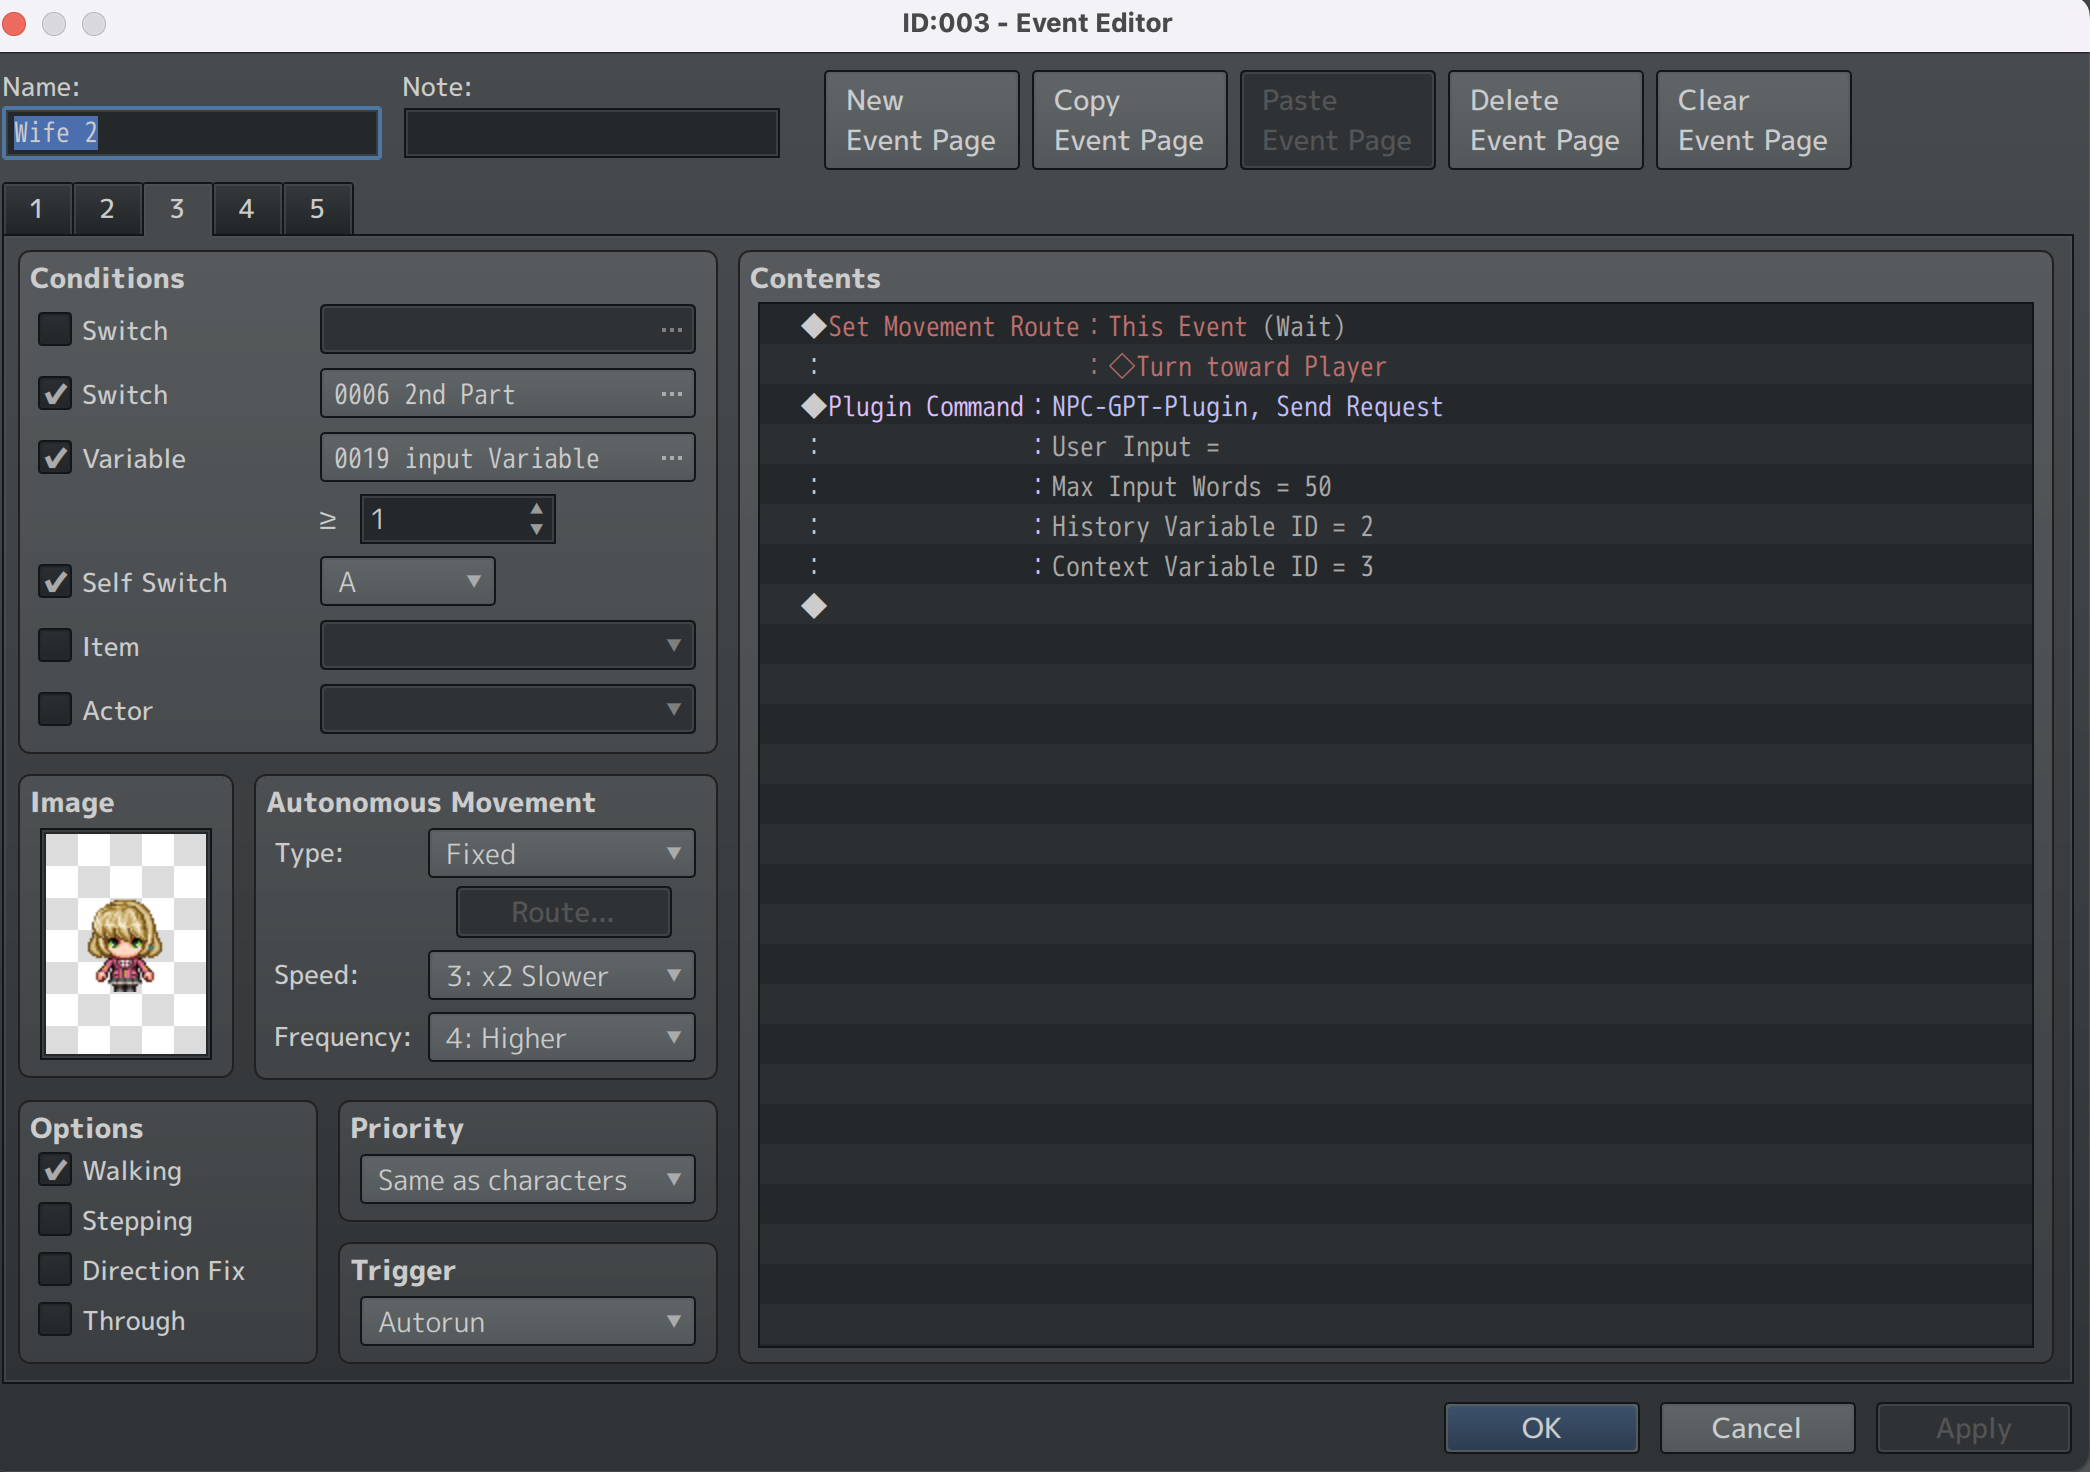 ID:003 - Event Editor
Name:
Note:
Wife 2
New
Event Page
Copy
Event Page
Paste
Event Page
Delete
Event Page
Clear
Event Page
1 2 3 4 5
Conditions
Switch ...
Switch 0006 2nd Part ...
Variable 0019 input Variable ...
≥ 1
Self Switch A
Item
Actor
Image
Autonomous Movement
Type: Fixed
Route...
Speed: 3: x2 Slower
Frequency: 4: Higher
Options
Walking
Stepping
Direction Fix
Through
Priority
Same as characters
Trigger
Autorun
Contents
◆Set Movement Route : This Event (Wait)
: : ◇Turn toward Player
◆Plugin Command : NPC-GPT-Plugin, Send Request
: : User Input =
: : Max Input Words = 50
: : History Variable ID = 2
: : Context Variable ID = 3
◆
OK
Cancel
Apply